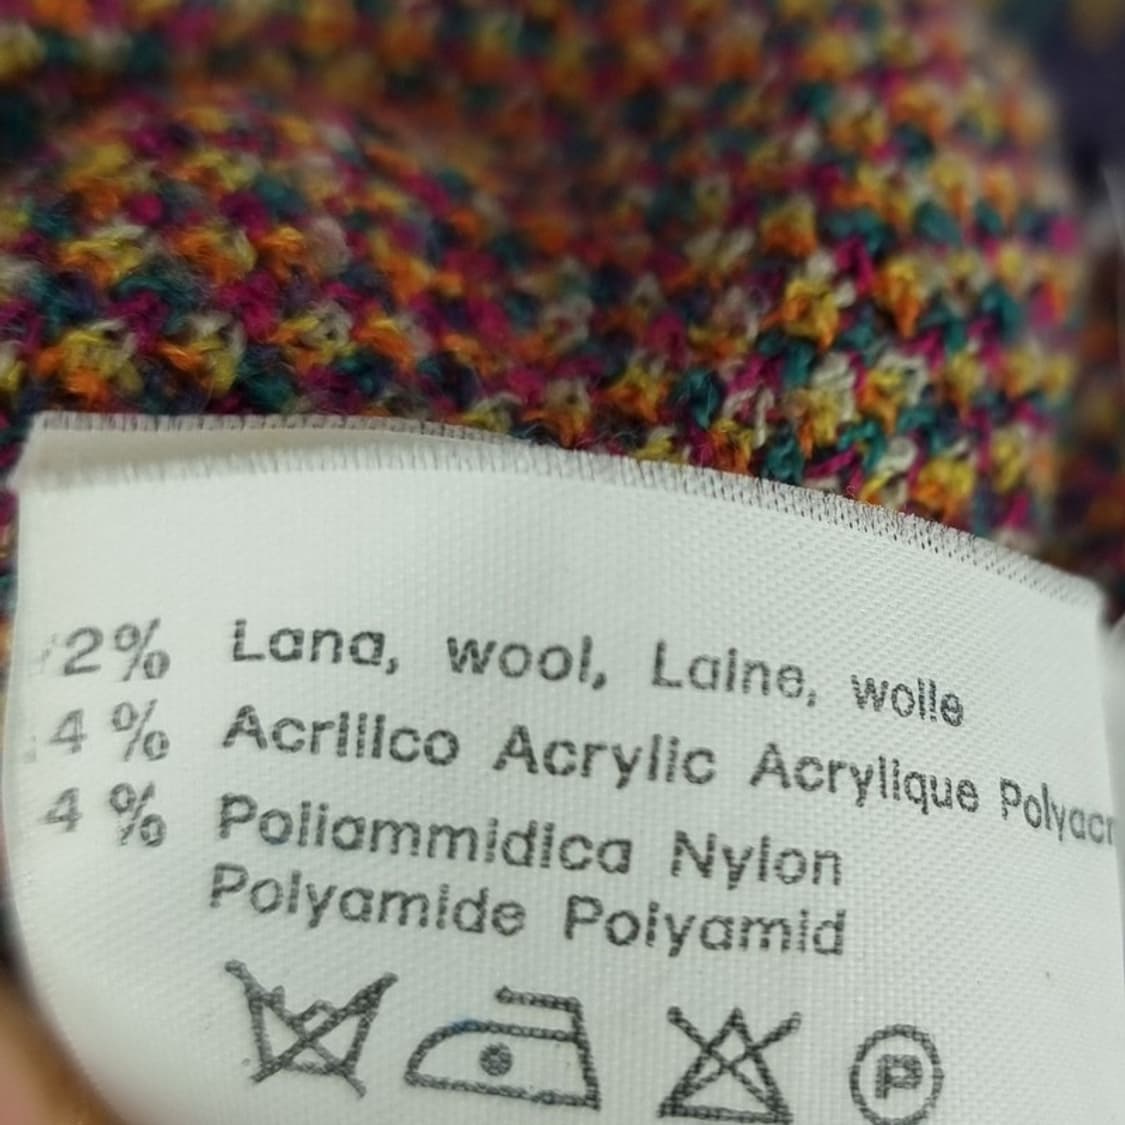 2% Lana, wool, Laine, wolle
4% Acrilico Acrylic Acrylique Polyacr
4% Poliammidica Nylon
Polyamide Polyamid
P